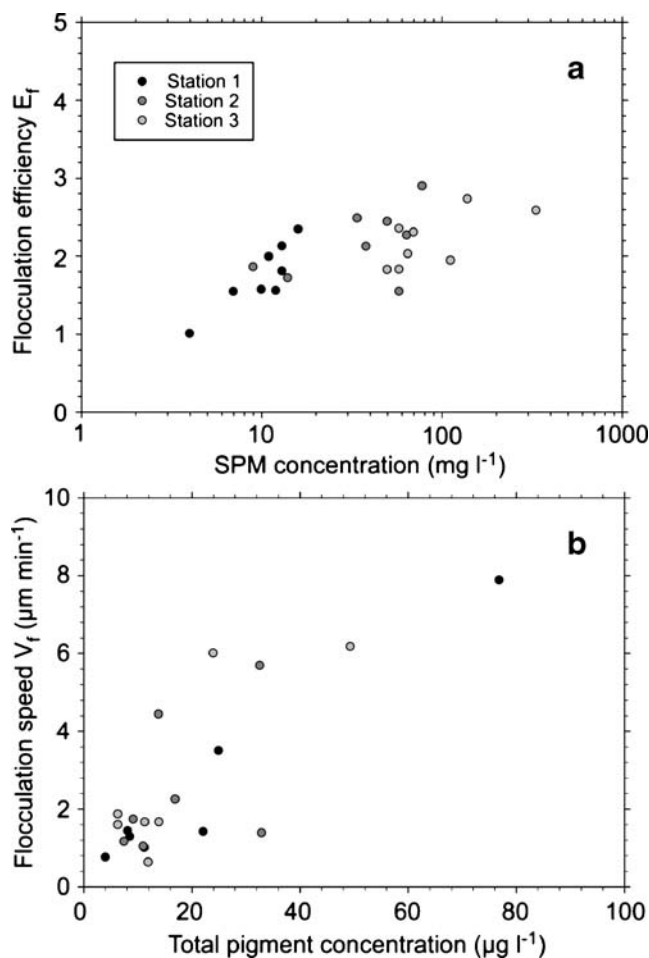 5
a
Station 1
Station 2
Station 3
4
3
2
1
0
Flocculation efficiency E_f
1 10 100 1000
SPM concentration (mg l⁻¹)
10
b
8
6
4
2
0
Flocculation speed V_f (µm min⁻¹)
0 20 40 60 80 100
Total pigment concentration (µg l⁻¹)